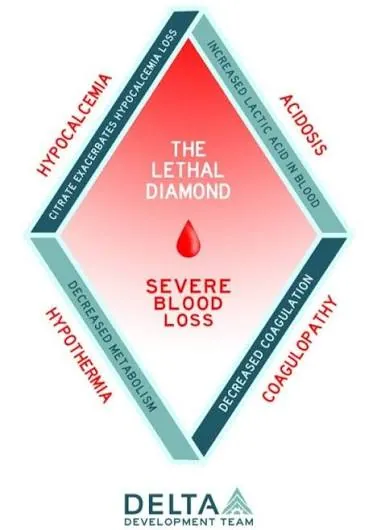 HYPOCALCEMIA
CITRATE EXACERBATES HYPOCALCEMIA LOSS
INCREASED LACTIC ACID IN BLOOD
ACIDOSIS
THE
LETHAL
DIAMOND
SEVERE
BLOOD
LOSS
HYPOTHERMIA
DECREASED METABOLISM
DECREASED COAGULATION
COAGULOPATHY
DELTA
DEVELOPMENT TEAM